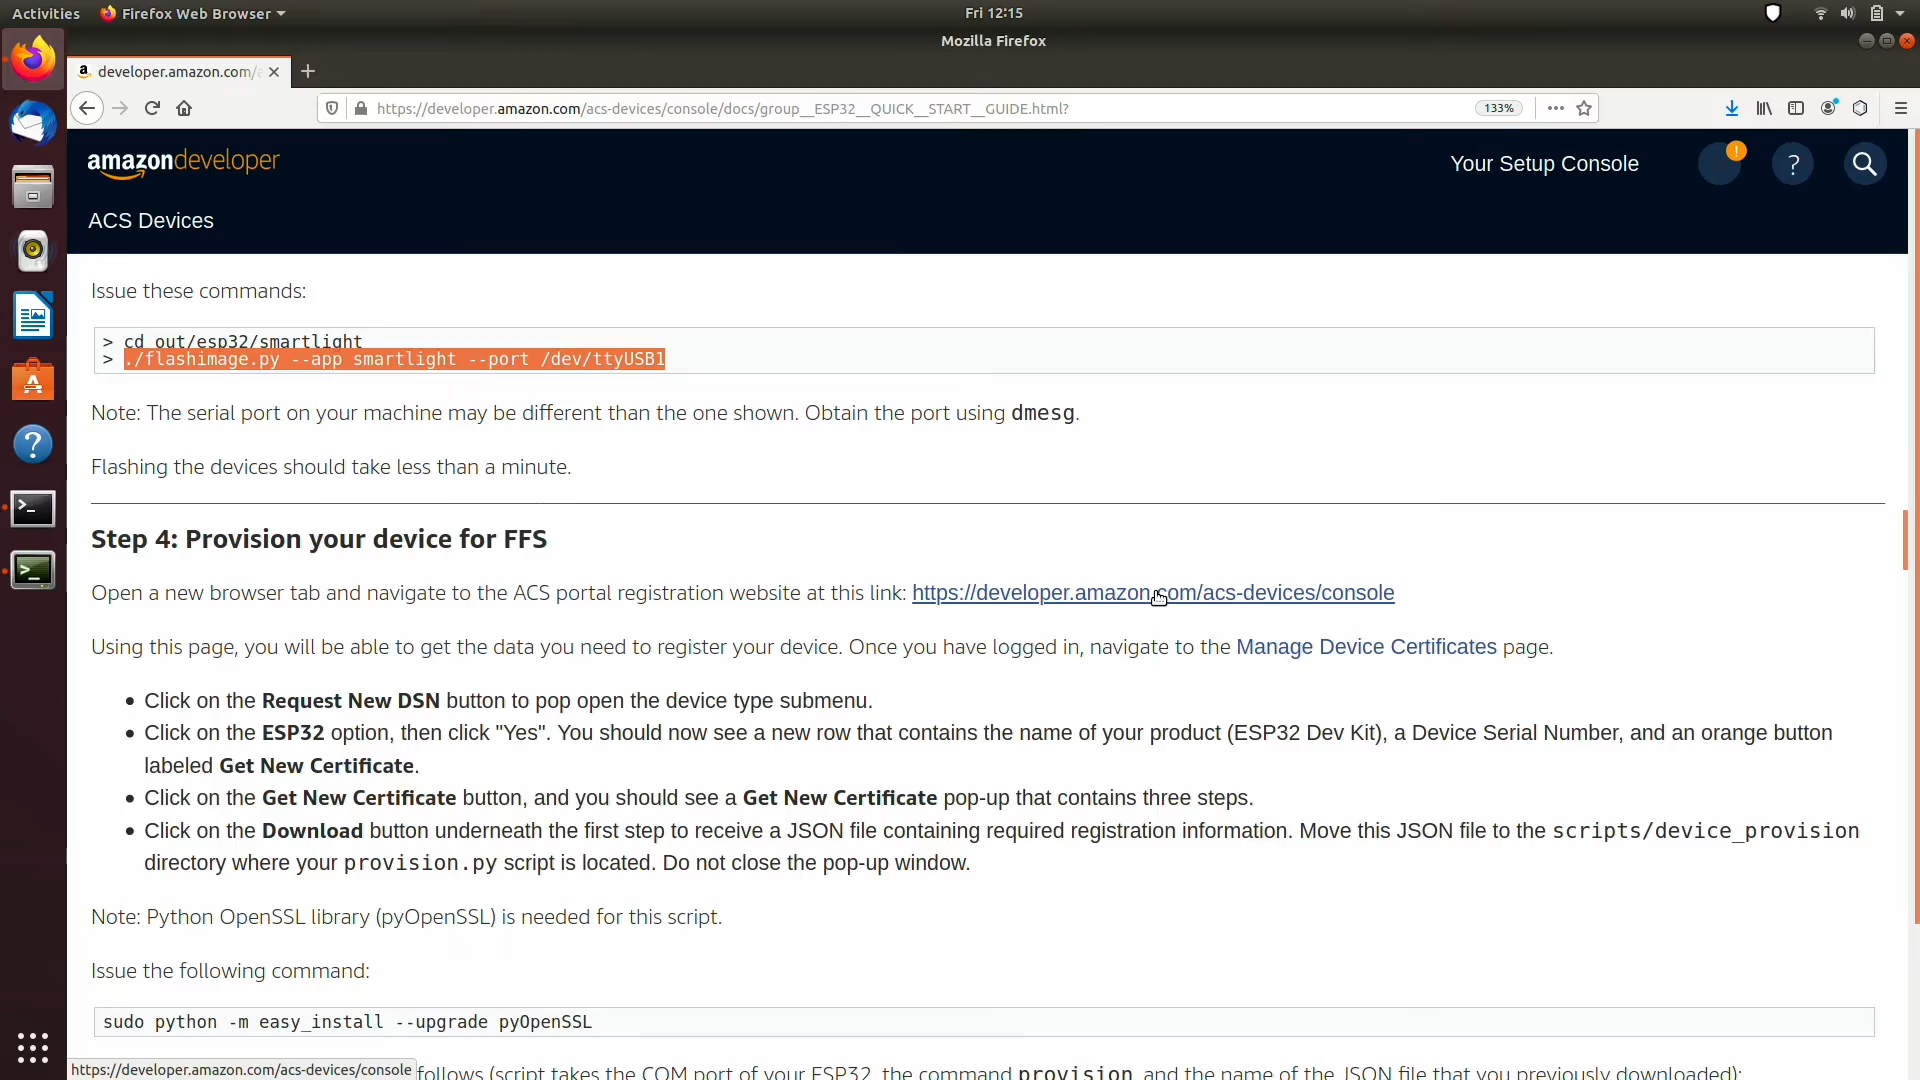 Activities
Firefox Web Browser
Fri 12:15
Mozilla Firefox
developer.amazon.com/a
https://developer.amazon.com/acs-devices/console/docs/group__ESP32__QUICK__START__GUIDE.html?
133%
amazondeveloper
Your Setup Console
!
?
ACS Devices
Issue these commands:
> cd out/esp32/smartlight
> ./flashimage.py --app smartlight --port /dev/ttyUSB1
Note: The serial port on your machine may be different than the one shown. Obtain the port using dmesg.
Flashing the devices should take less than a minute.
Step 4: Provision your device for FFS
Open a new browser tab and navigate to the ACS portal registration website at this link: https://developer.amazon.com/acs-devices/console
Using this page, you will be able to get the data you need to register your device. Once you have logged in, navigate to the Manage Device Certificates page.
• Click on the Request New DSN button to pop open the device type submenu.
• Click on the ESP32 option, then click "Yes". You should now see a new row that contains the name of your product (ESP32 Dev Kit), a Device Serial Number, and an orange button
labeled Get New Certificate.
• Click on the Get New Certificate button, and you should see a Get New Certificate pop-up that contains three steps.
• Click on the Download button underneath the first step to receive a JSON file containing required registration information. Move this JSON file to the scripts/device_provision
directory where your provision.py script is located. Do not close the pop-up window.
Note: Python OpenSSL library (pyOpenSSL) is needed for this script.
Issue the following command:
sudo python -m easy_install --upgrade pyOpenSSL
https://developer.amazon.com/acs-devices/console
follows (script takes the COM port of your ESP32, the command provision, and the name of the JSON file that you previously downloaded):